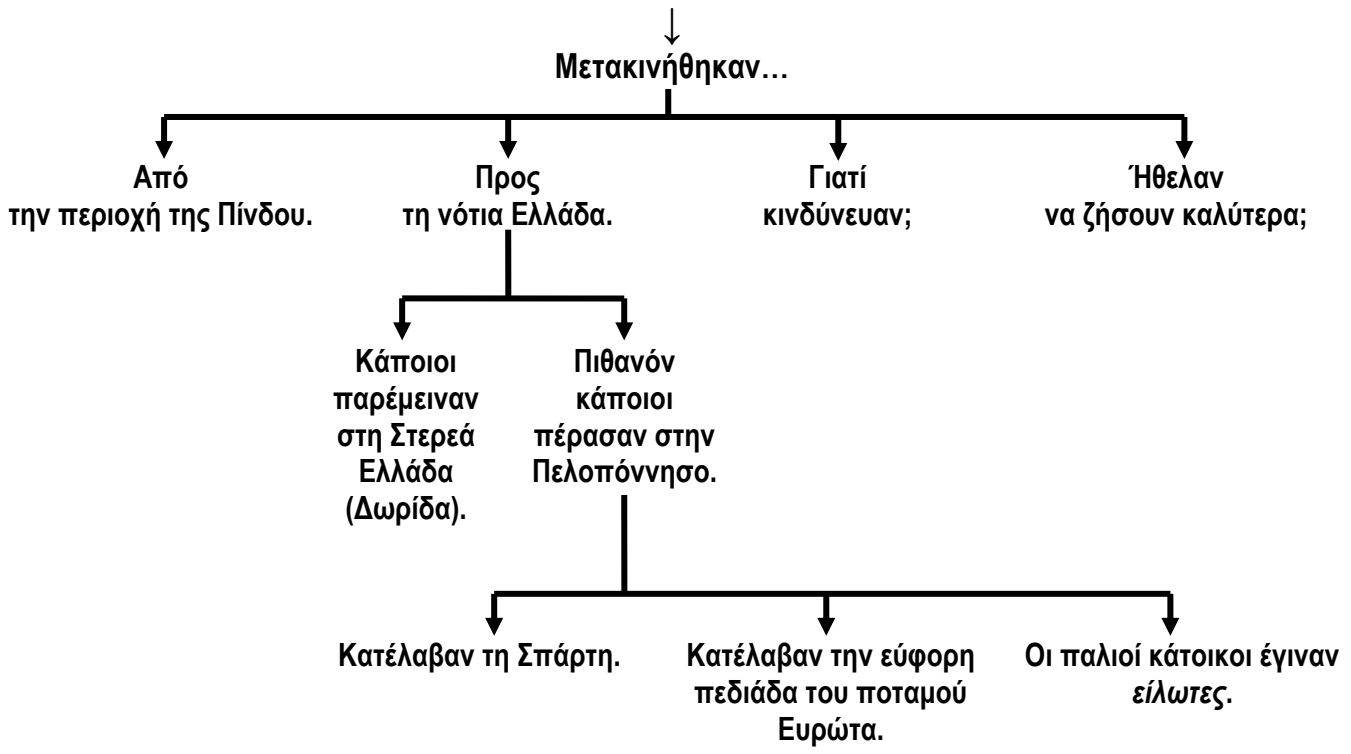 Μετακινήθηκαν…
Από
την περιοχή της Πίνδου.
Προς
τη νότια Ελλάδα.
Γιατί
κινδύνευαν;
Ήθελαν
να ζήσουν καλύτερα;
Κάποιοι
παρέμειναν
στη Στερεά
Ελλάδα
(Δωρίδα).
Πιθανόν
κάποιοι
πέρασαν στην
Πελοπόννησο.
Κατέλαβαν τη Σπάρτη.
Κατέλαβαν την εύφορη
πεδιάδα του ποταμού
Ευρώτα.
Οι παλιοί κάτοικοι έγιναν
είλωτες.